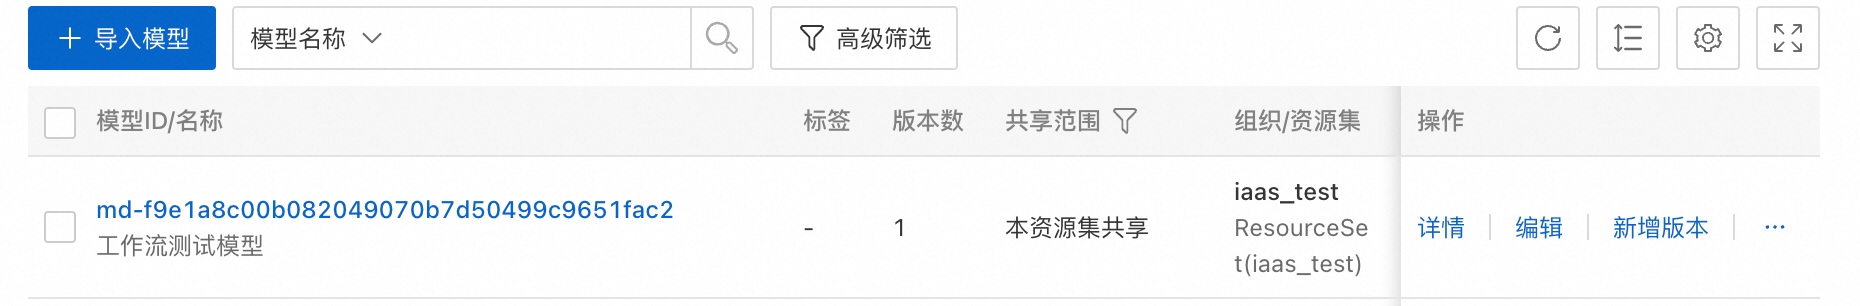 导入模型
模型名称
高级筛选
模型ID/名称
标签
版本数
共享范围
组织/资源集
操作
md-f9e1a8c00b082049070b7d50499c9651fac2
工作流测试模型
-
1
本资源集共享
iaas_test
ResourceSe
t(iaas_test)
详情
编辑
新增版本
···